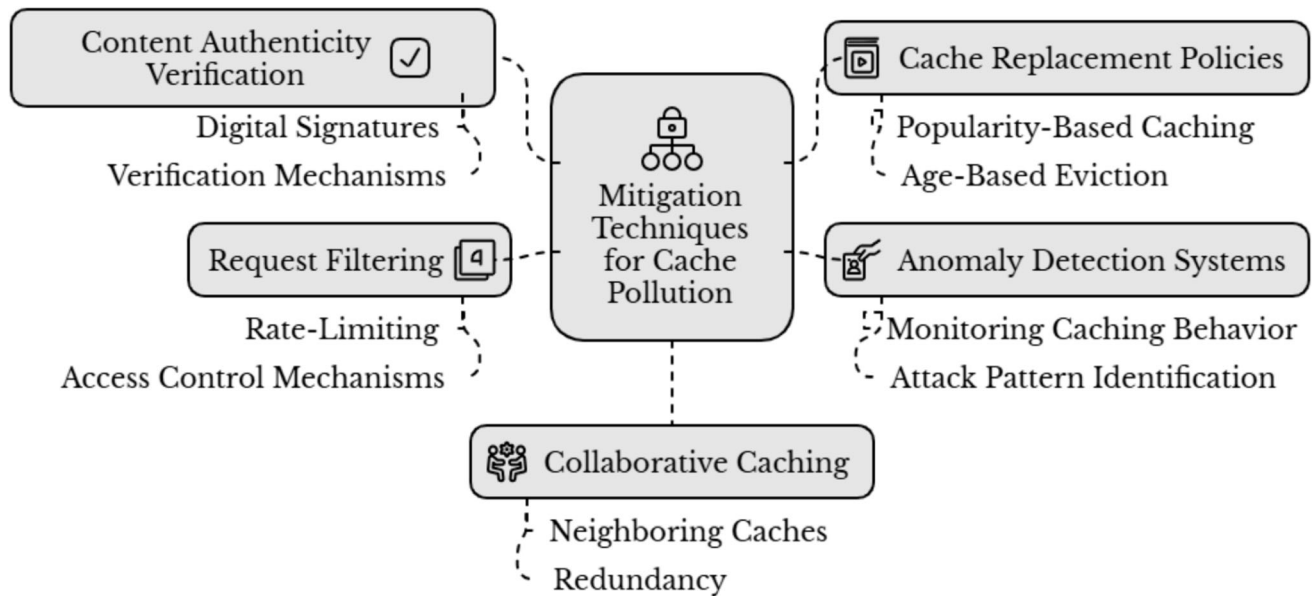 Content Authenticity
Verification
Digital Signatures
Verification Mechanisms
Request Filtering
Rate-Limiting
Access Control Mechanisms
Mitigation
Techniques
for Cache
Pollution
Cache Replacement Policies
Popularity-Based Caching
Age-Based Eviction
Anomaly Detection Systems
Monitoring Caching Behavior
Attack Pattern Identification
Collaborative Caching
Neighboring Caches
Redundancy